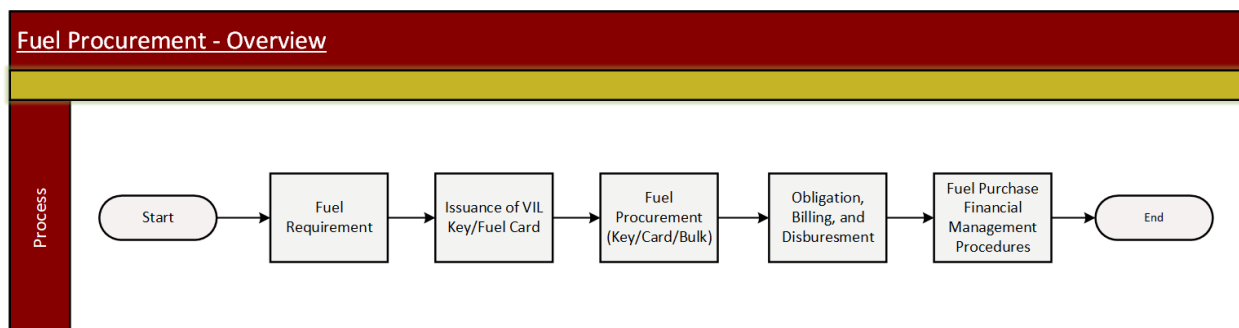 Fuel Procurement - Overview
Process
Start
Fuel
Requirement
Issuance of VIL
Key/Fuel Card
Fuel
Procurement
(Key/Card/Bulk)
Obligation,
Billing, and
Disburesment
Fuel Purchase
Financial
Management
Procedures
End